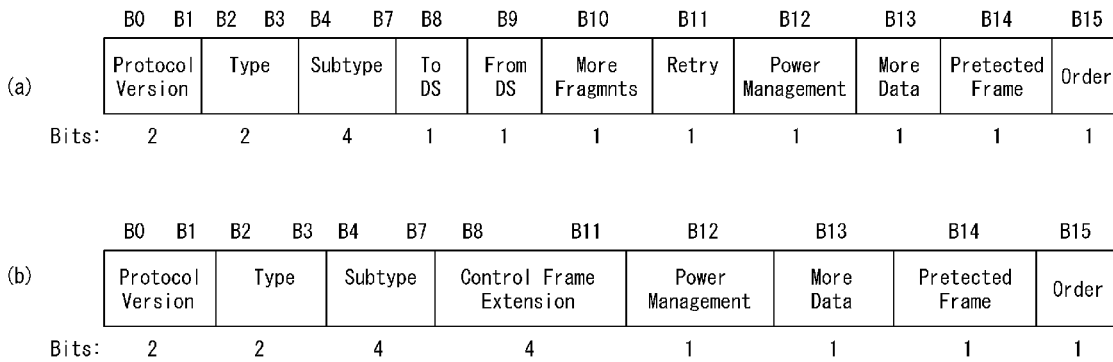 B0 B1 B2 B3 B4 B7 B8 B9 B10 B11 B12 B13 B14 B15
(a)
Protocol Version
Type
Subtype
To DS
From DS
More Fragmnts
Retry
Power Management
More Data
Pretected Frame
Order
Bits: 2 2 4 1 1 1 1 1 1 1 1
B0 B1 B2 B3 B4 B7 B8 B11 B12 B13 B14 B15
(b)
Protocol Version
Type
Subtype
Control Frame Extension
Power Management
More Data
Pretected Frame
Order
Bits: 2 2 4 4 1 1 1 1